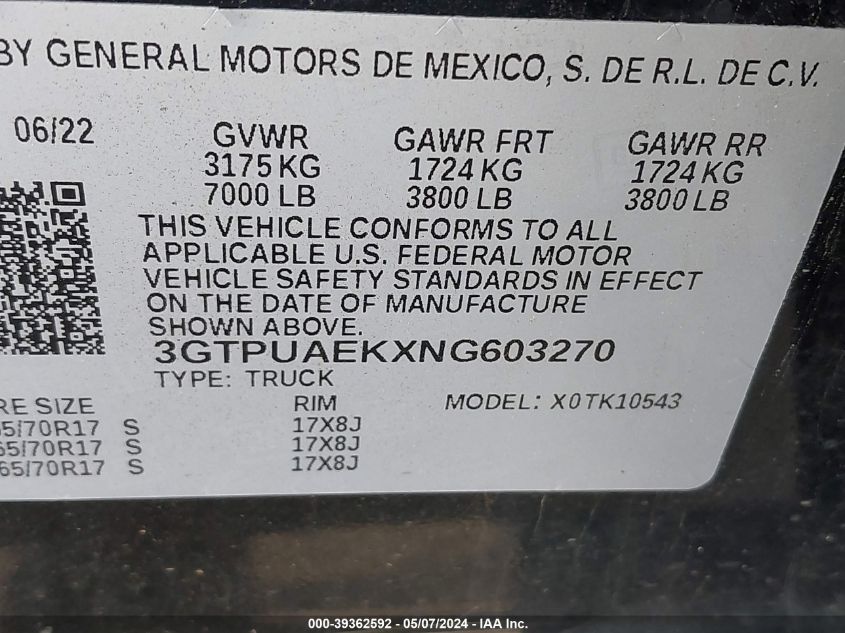 BY GENERAL MOTORS DE MEXICO, S. DE R.L. DE C.V.
06/22 GVWR GAWR FRT GAWR RR
3175 KG 1724 KG 1724 KG
7000 LB 3800 LB 3800 LB
THIS VEHICLE CONFORMS TO ALL
APPLICABLE U.S. FEDERAL MOTOR
VEHICLE SAFETY STANDARDS IN EFFECT
ON THE DATE OF MANUFACTURE
SHOWN ABOVE.
3GTPUAEKXNG603270
TYPE: TRUCK
RE SIZE RIM MODEL: X0TK10543
65/70R17 S 17X8J
65/70R17 S 17X8J
65/70R17 S 17X8J
000-39362592 - 05/07/2024 - IAA Inc.